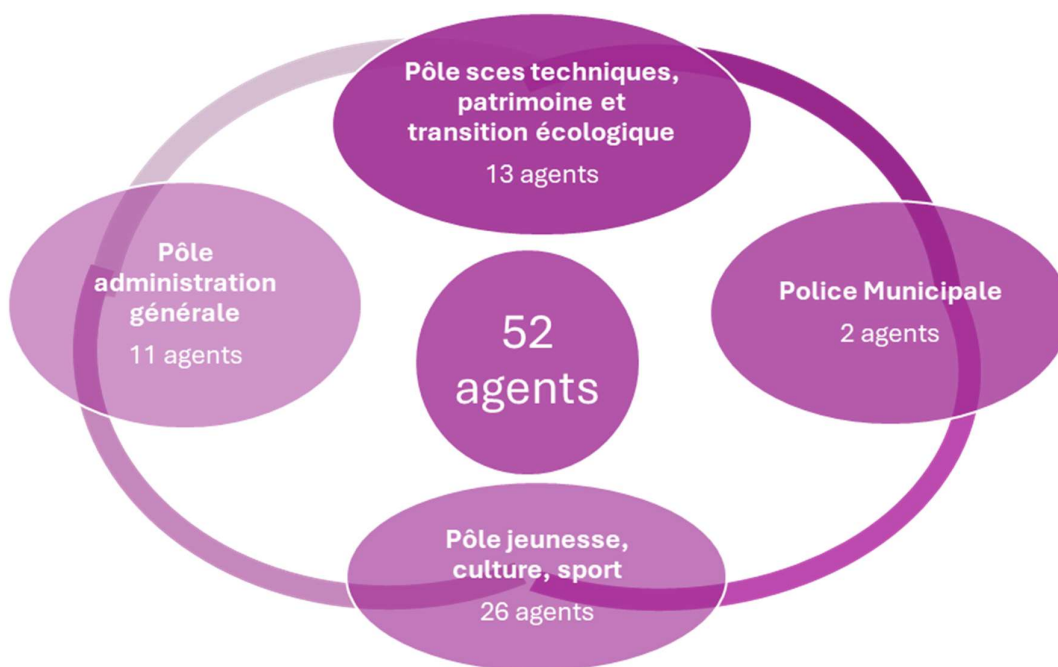 Pôle sces techniques,
patrimoine et
transition écologique
13 agents
Pôle
administration
générale
11 agents
Police Municipale
2 agents
52
agents
Pôle jeunesse,
culture, sport
26 agents